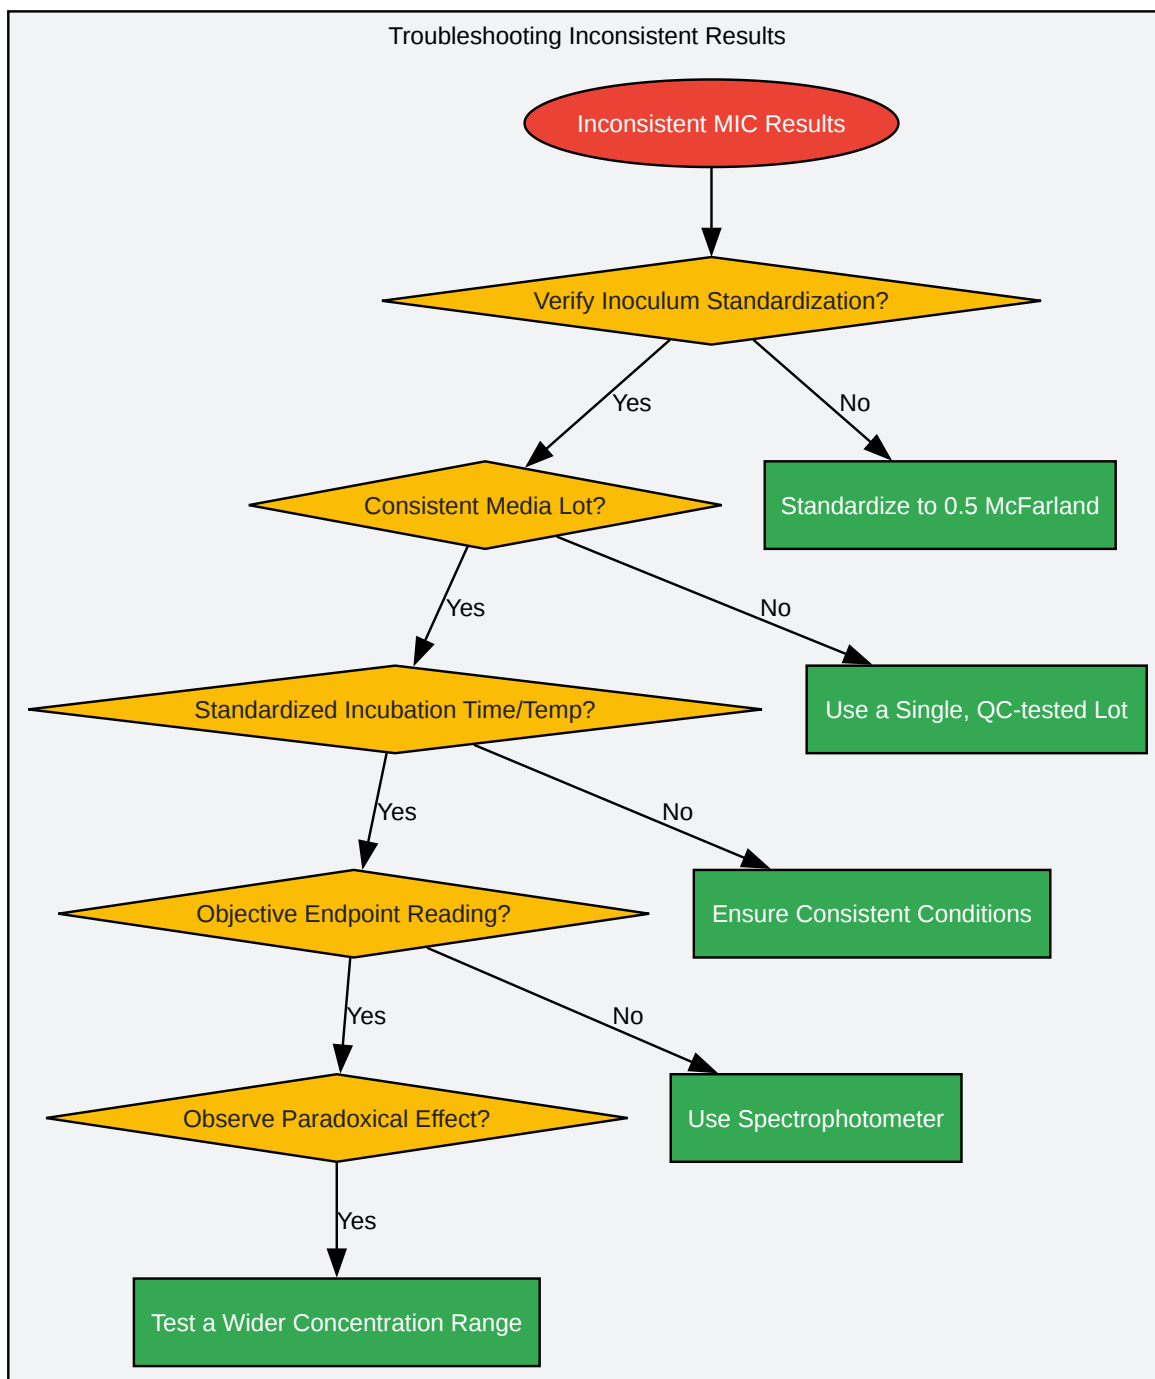 Troubleshooting Inconsistent Results
Inconsistent MIC Results
Verify Inoculum Standardization?
Yes
No
Consistent Media Lot?
Standardize to 0.5 McFarland
Yes
No
Standardized Incubation Time/Temp?
Use a Single, QC-tested Lot
Yes
No
Objective Endpoint Reading?
Ensure Consistent Conditions
Yes
No
Observe Paradoxical Effect?
Use Spectrophotometer
Yes
Test a Wider Concentration Range